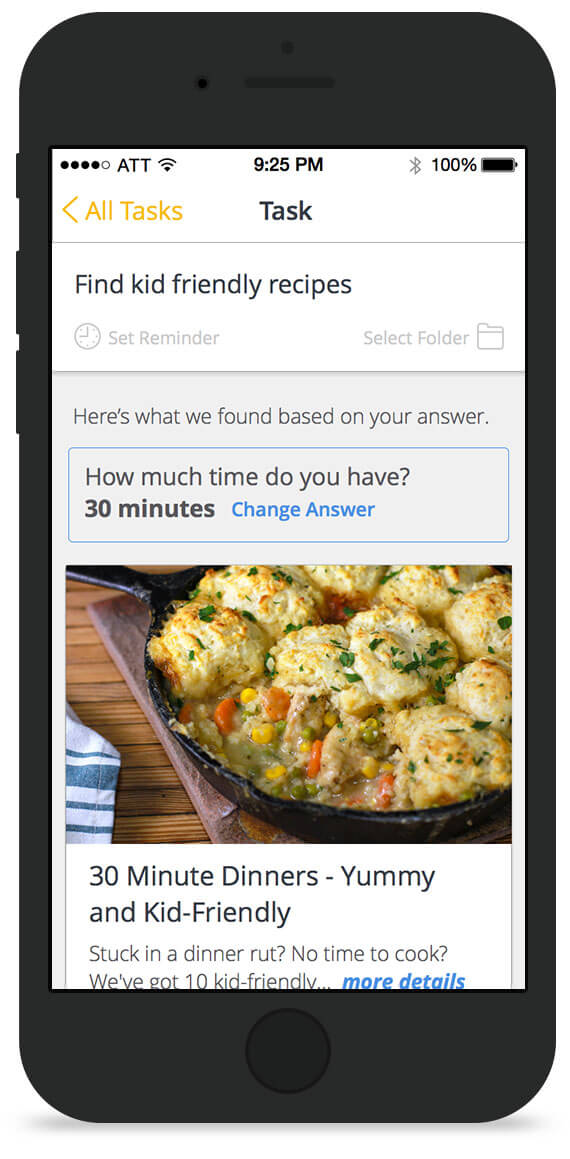 ATT 9:25 PM 100%
All Tasks Task
Find kid friendly recipes
Set Reminder Select Folder
Here's what we found based on your answer.
How much time do you have?
30 minutes Change Answer
30 Minute Dinners - Yummy
and Kid-Friendly
Stuck in a dinner rut? No time to cook?
We've got 10 kid-friendly... more details